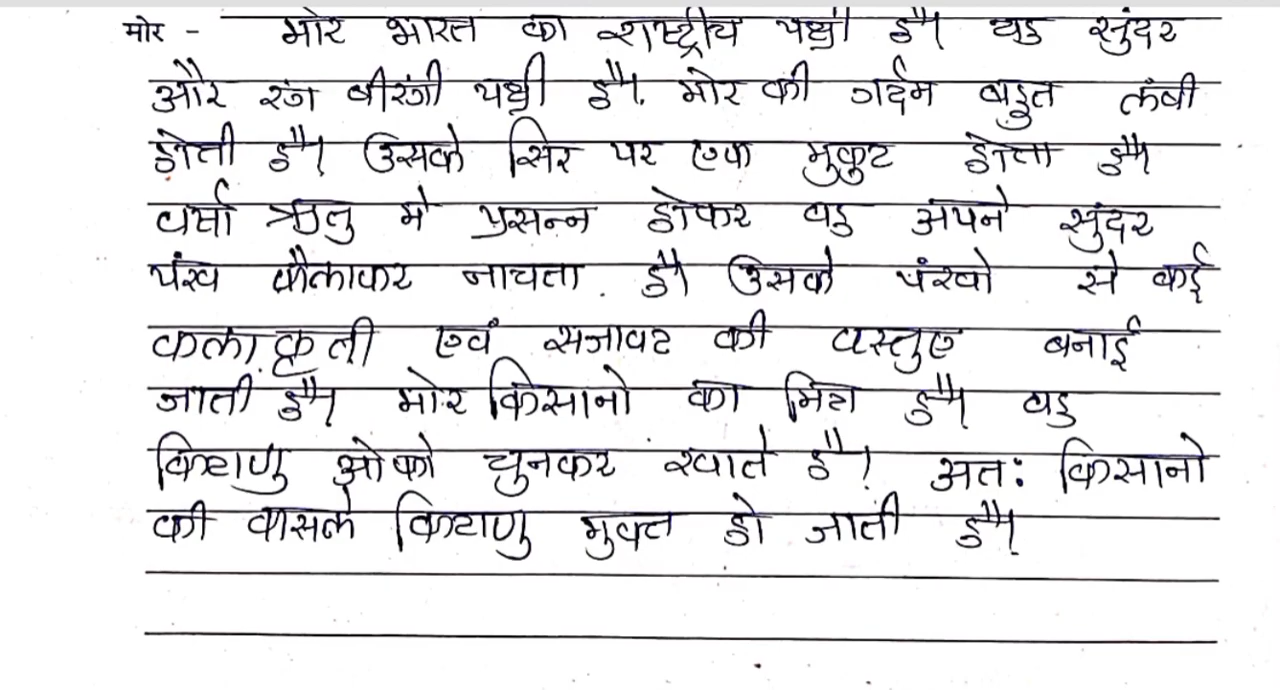 मोर - मोर भारत का राष्ट्रीय पक्षी है। यह सुंदर
और रंग बीरंगी पक्षी है. मोर की गर्दन बहुत लंबी
होती है। उसके सिर पर एक मुकुट होता है।
वर्षा ऋतु मे प्रसन्न होकर वह अपने सुंदर
पंख फैलाकर नाचता है। उसके पंखो से कई
कलाकृती एवं सजावट की वस्तुए बनाई
जाती है। मोर किसानो का मित्र है। वह
किटाणु ओको चुनकर खाते है। अतः किसानो
की फसले किटाणु मुक्त हो जाती है।